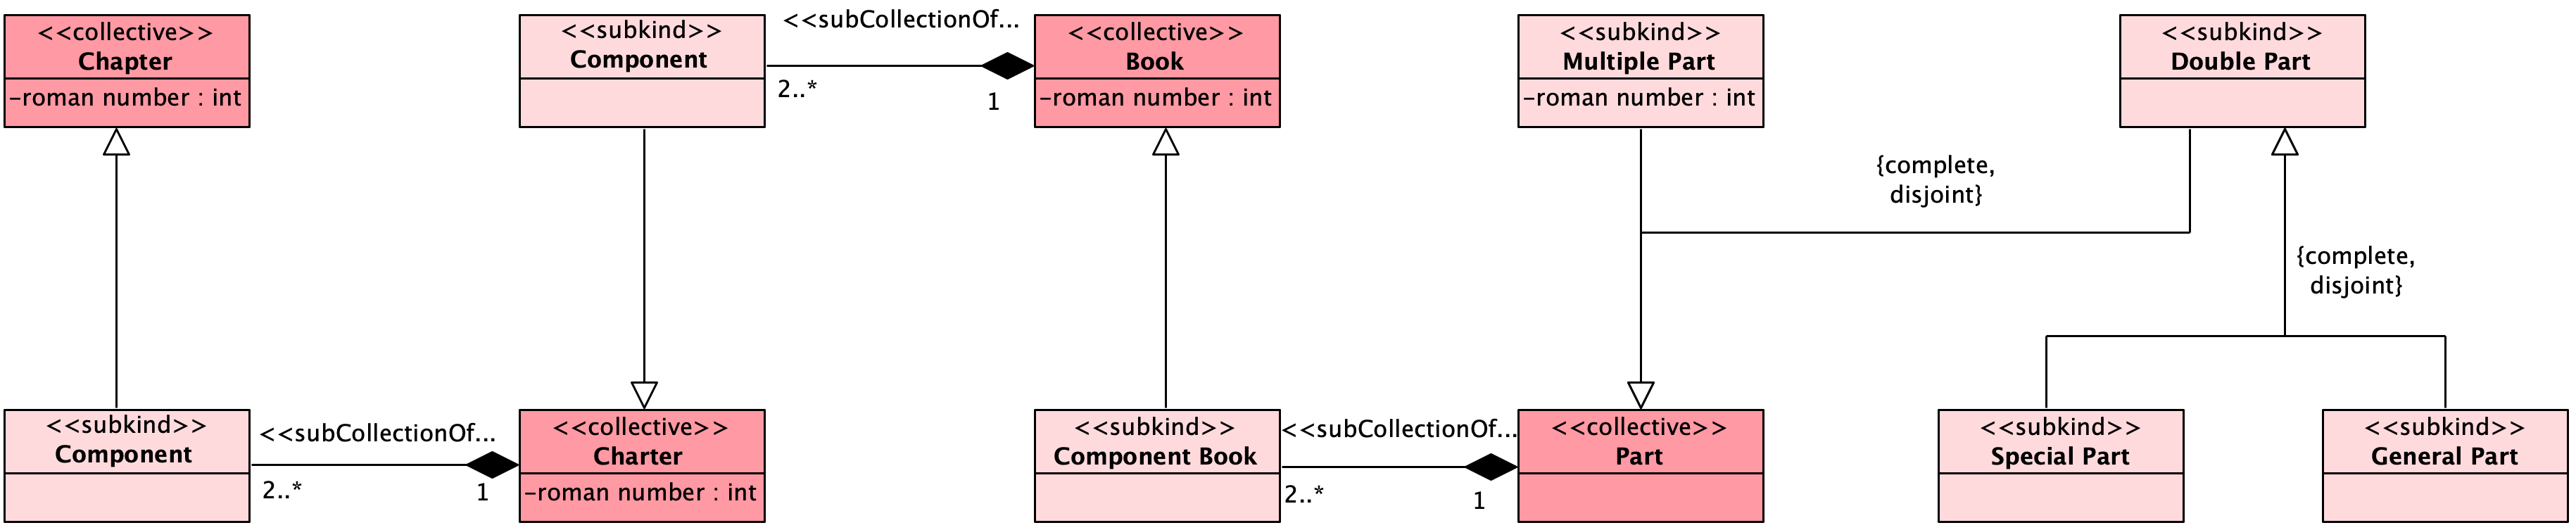 <<collective>>
Chapter
-roman number : int
<<subkind>>
Component
<<subCollectionOf...
2..*
1
<<collective>>
Book
-roman number : int
<<subkind>>
Multiple Part
-roman number : int
<<subkind>>
Double Part
{complete,
disjoint}
{complete,
disjoint}
<<subkind>>
Component
<<subCollectionOf...
2..*
1
<<collective>>
Charter
-roman number : int
<<subkind>>
Component Book
<<subCollectionOf...
2..*
1
<<collective>>
Part
<<subkind>>
Special Part
<<subkind>>
General Part